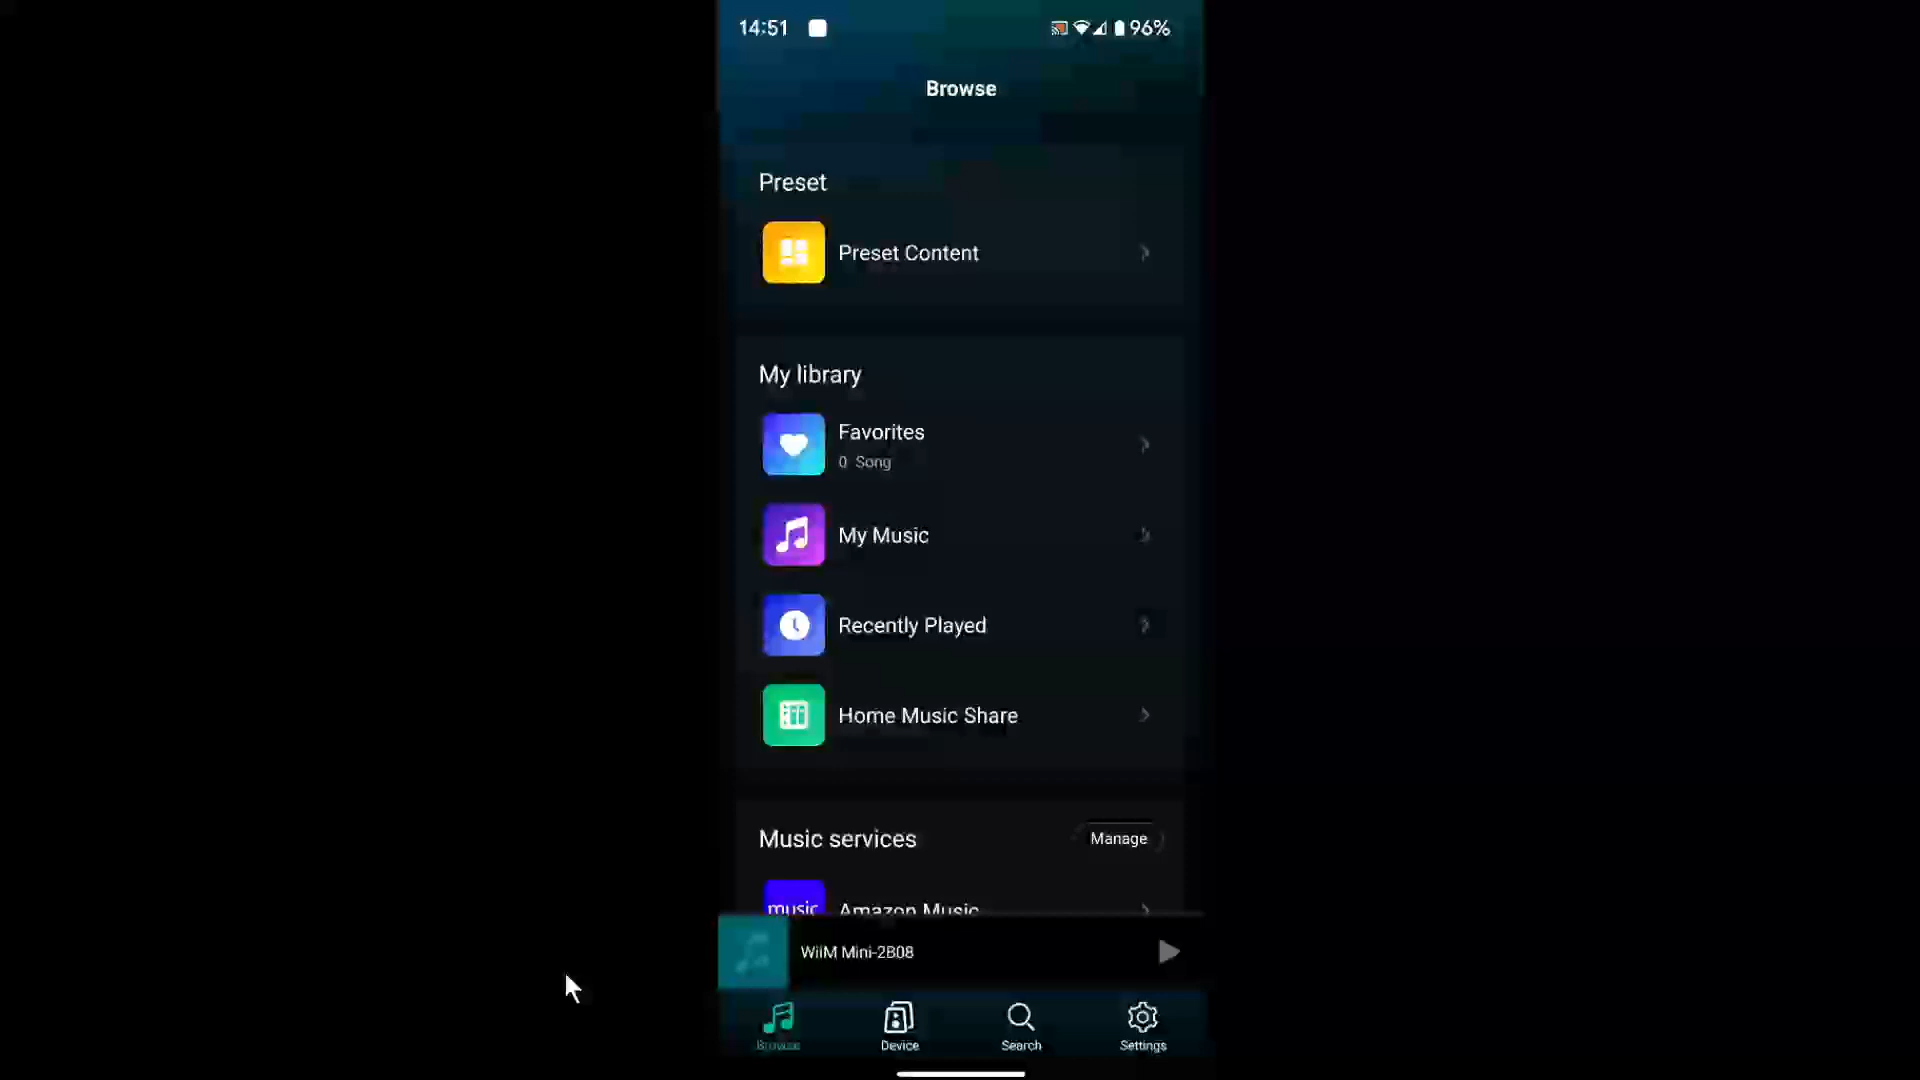 14:51
96%
Browse
Preset
Preset Content
My library
Favorites
0 Song
My Music
Recently Played
Home Music Share
Music services
Manage
music
Amazon Music
WiiM Mini-2B08
Browse
Device
Search
Settings